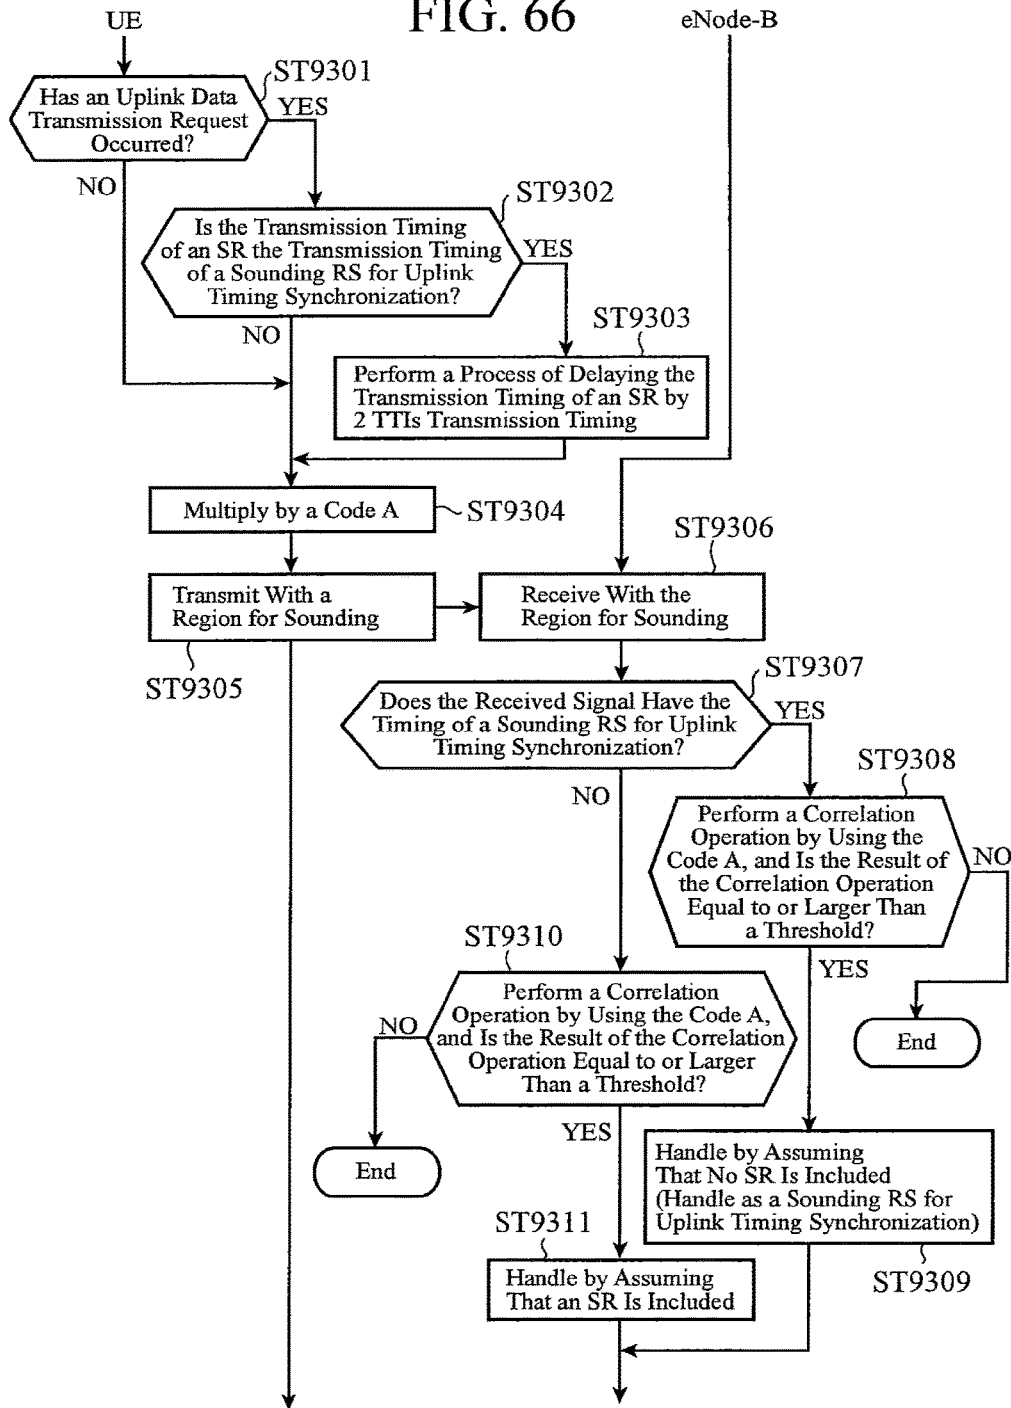 FIG. 66
UE
eNode-B
ST9301
Has an Uplink Data
Transmission Request
Occurred?
YES
NO
ST9302
Is the Transmission Timing
of an SR the Transmission Timing
of a Sounding RS for Uplink
Timing Synchronization?
YES
NO
ST9303
Perform a Process of Delaying the
Transmission Timing of an SR by
2 TTIs Transmission Timing
Multiply by a Code A
ST9304
ST9306
Transmit With a
Region for Sounding
ST9305
Receive With the
Region for Sounding
ST9307
Does the Received Signal Have the
Timing of a Sounding RS for Uplink
Timing Synchronization?
YES
NO
ST9308
Perform a Correlation
Operation by Using the
Code A, and Is the Result of
the Correlation Operation
Equal to or Larger Than
a Threshold?
NO
YES
End
ST9310
Perform a Correlation
Operation by Using the Code A,
and Is the Result of the Correlation
Operation Equal to or Larger
Than a Threshold?
NO
YES
End
Handle by Assuming
That No SR Is Included
(Handle as a Sounding RS for
Uplink Timing Synchronization)
ST9309
ST9311
Handle by Assuming
That an SR Is Included